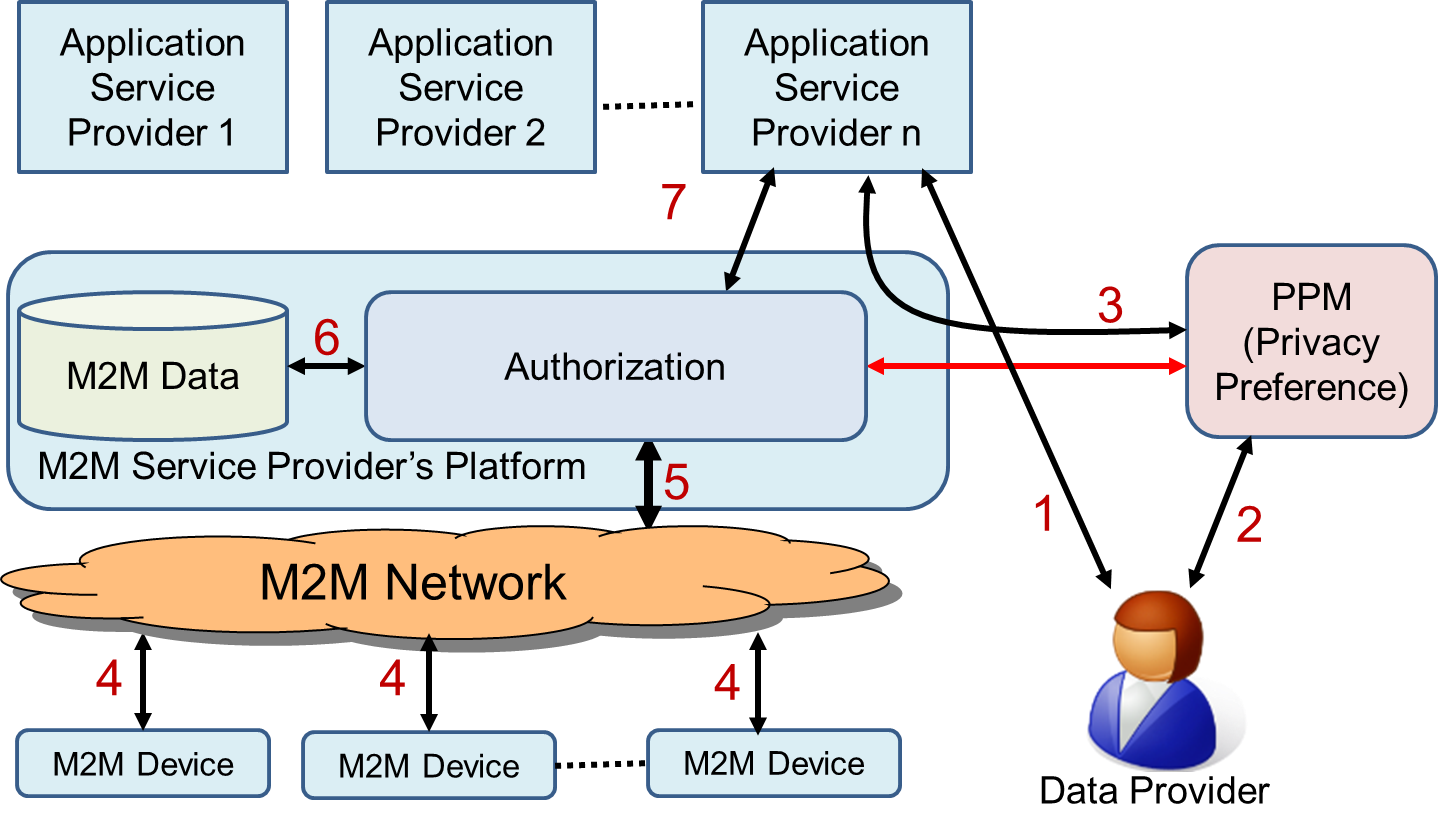 Application
Service
Provider 1
Application
Service
Provider 2
Application
Service
Provider n
7
PPM
(Privacy
Preference)
3
6
M2M Data
Authorization
M2M Service Provider's Platform
5
1
2
M2M Network
4
4
4
M2M Device
M2M Device
M2M Device
Data Provider